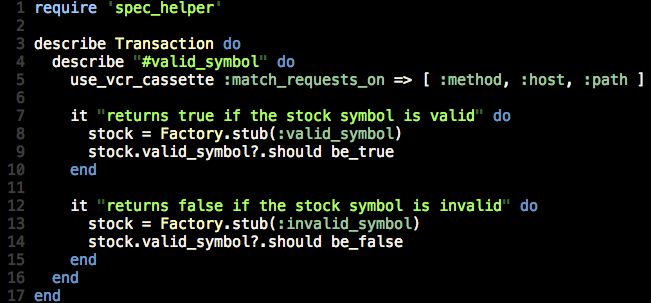 1 require 'spec_helper'
2
3 describe Transaction do
4   describe "#valid_symbol" do
5     use_vcr_cassette :match_requests_on => [ :method, :host, :path ]
6
7     it "returns true if the stock symbol is valid" do
8       stock = Factory.stub(:valid_symbol)
9       stock.valid_symbol?.should be_true
10     end
11
12     it "returns false if the stock symbol is invalid" do
13       stock = Factory.stub(:invalid_symbol)
14       stock.valid_symbol?.should be_false
15     end
16   end
17 end